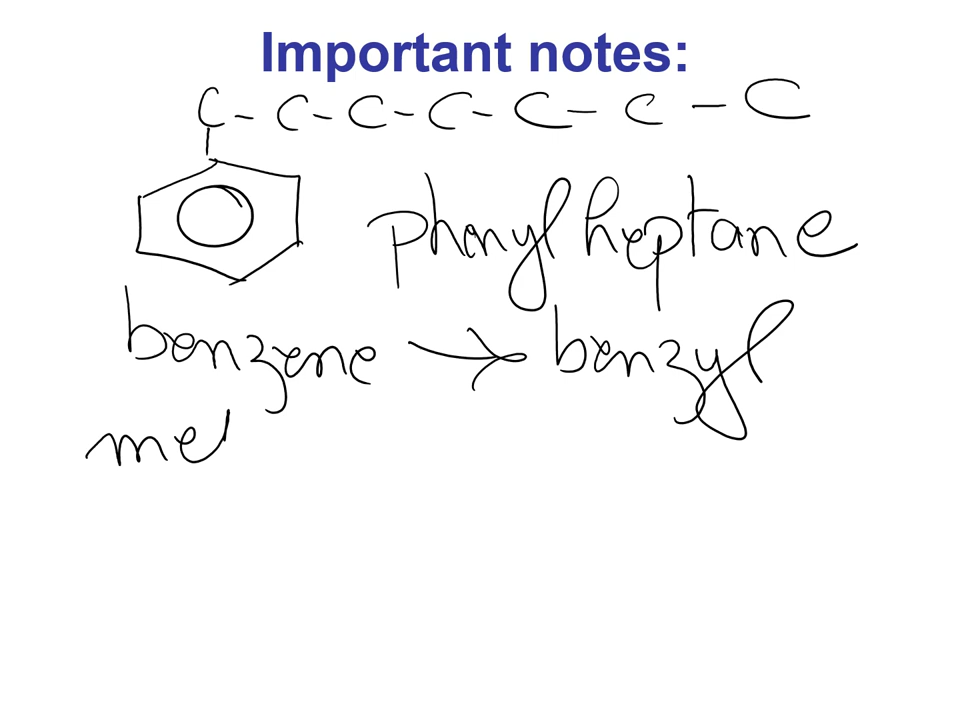 Important notes:
C - C - C - C - C - C - C
phenyl heptane
benzene → benzyl
me